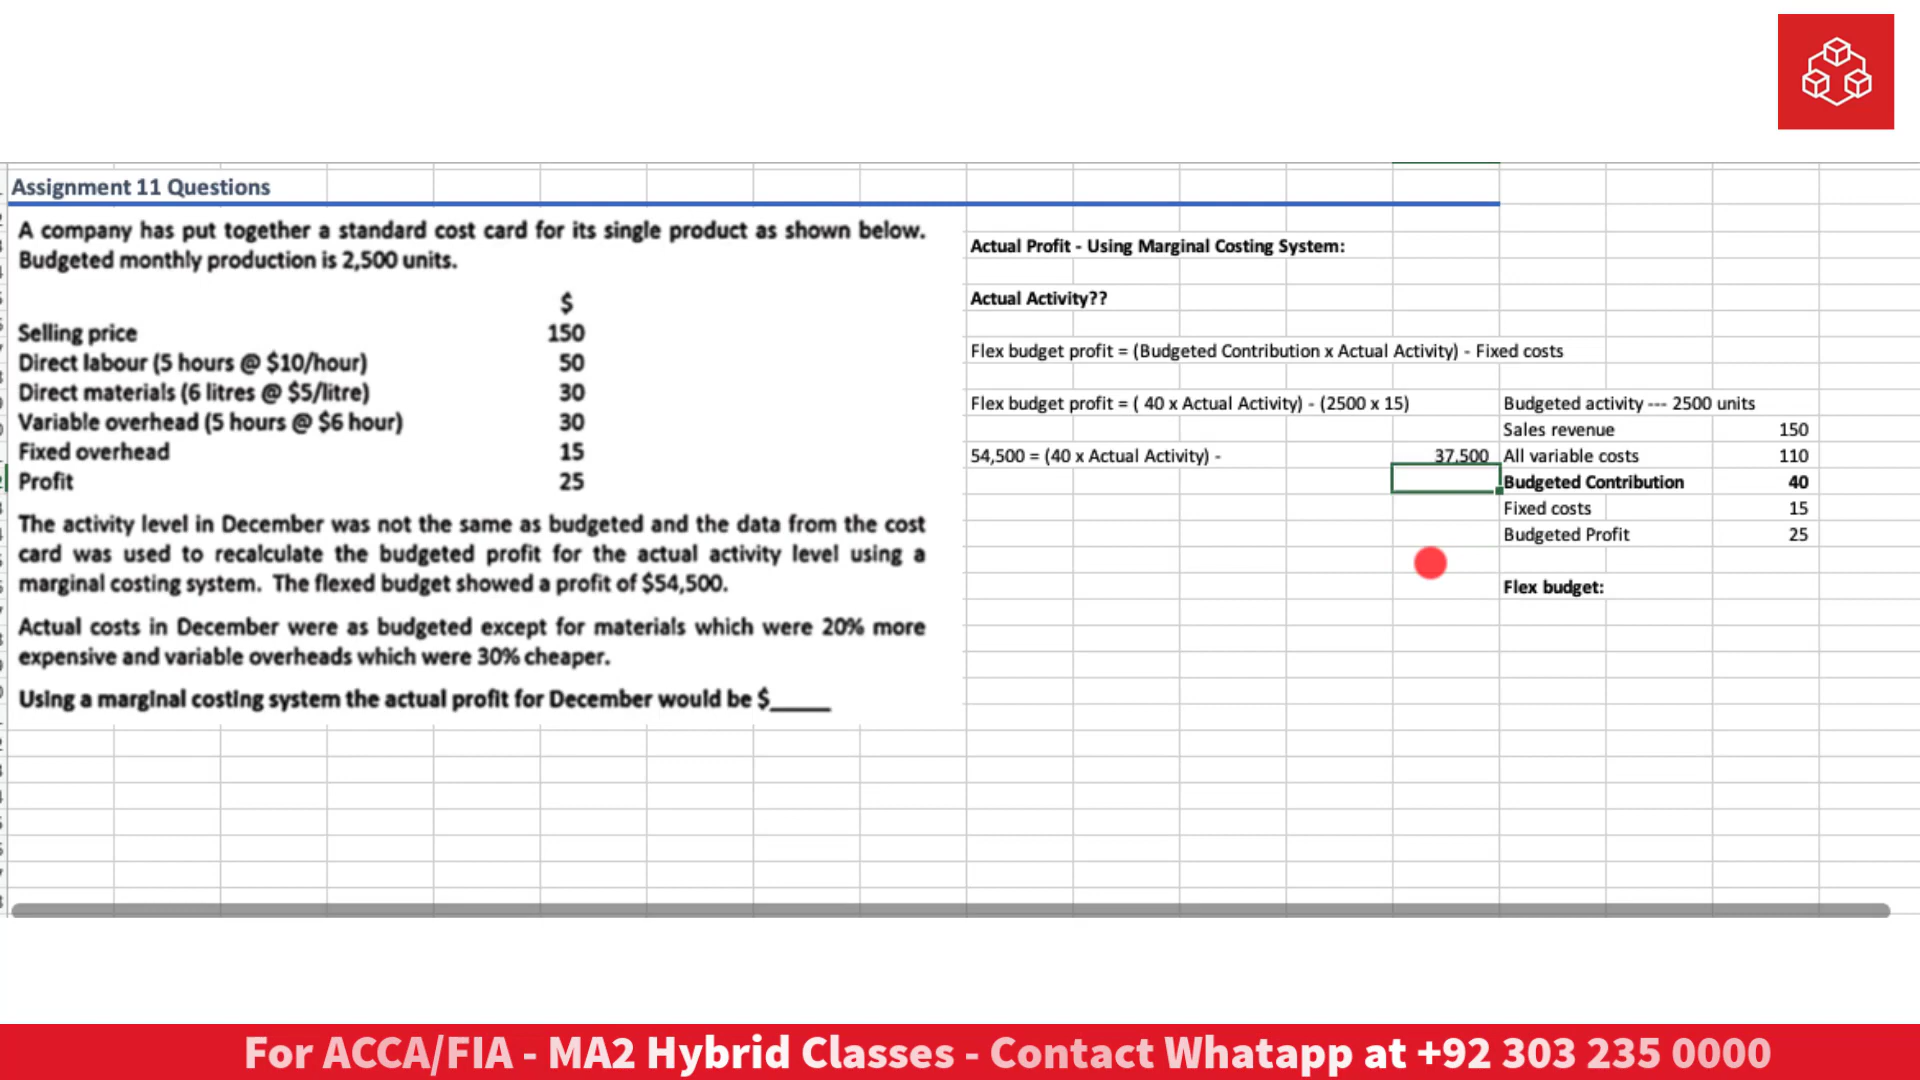 Assignment 11 Questions
A company has put together a standard cost card for its single product as shown below.
Budgeted monthly production is 2,500 units.
$
Selling price 150
Direct labour (5 hours @ $10/hour) 50
Direct materials (6 litres @ $5/litre) 30
Variable overhead (5 hours @ $6 hour) 30
Fixed overhead 15
Profit 25
The activity level in December was not the same as budgeted and the data from the cost
card was used to recalculate the budgeted profit for the actual activity level using a
marginal costing system. The flexed budget showed a profit of $54,500.
Actual costs in December were as budgeted except for materials which were 20% more
expensive and variable overheads which were 30% cheaper.
Using a marginal costing system the actual profit for December would be $_____
Actual Profit - Using Marginal Costing System:
Actual Activity??
Flex budget profit = (Budgeted Contribution x Actual Activity) - Fixed costs
Flex budget profit = ( 40 x Actual Activity) - (2500 x 15)
54,500 = (40 x Actual Activity) - 37,500
Budgeted activity --- 2500 units
Sales revenue 150
All variable costs 110
Budgeted Contribution 40
Fixed costs 15
Budgeted Profit 25
Flex budget:
For ACCA/FIA - MA2 Hybrid Classes - Contact Whatapp at +92 303 235 0000